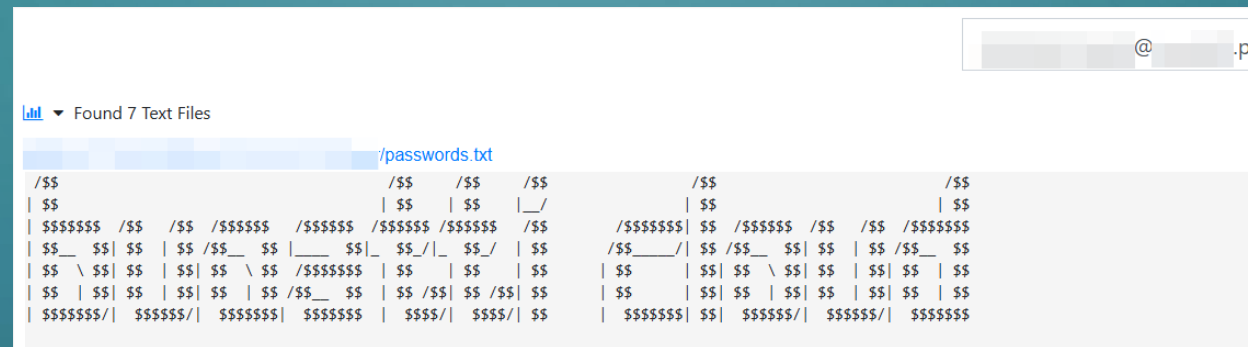 @ .p
Found 7 Text Files
/passwords.txt
 /$$                                         /$$     /$$     /$$                 /$$                           /$$
| $$                                        | $$    | $$    |__/                | $$                          | $$
| $$$$$$$  /$$   /$$  /$$$$$$   /$$$$$$   /$$$$$$ /$$$$$$   /$$        /$$$$$$$| $$  /$$$$$$  /$$   /$$  /$$$$$$$
| $$__  $$| $$  | $$ /$$__  $$ |____  $$|_  $$_/|_  $$_/  | $$       /$$_____/| $$ /$$__  $$| $$  | $$ /$$__  $$
| $$  \ $$| $$  | $$| $$  \ $$  /$$$$$$$  | $$    | $$    | $$      | $$      | $$| $$  \ $$| $$  | $$| $$  | $$
| $$  | $$| $$  | $$| $$  | $$ /$$__  $$  | $$ /$$| $$ /$$| $$      | $$      | $$| $$  | $$| $$  | $$| $$  | $$
| $$$$$$$/|  $$$$$$/|  $$$$$$$|  $$$$$$$  |  $$$$/|  $$$$/| $$      |  $$$$$$$| $$|  $$$$$$/|  $$$$$$/|  $$$$$$$